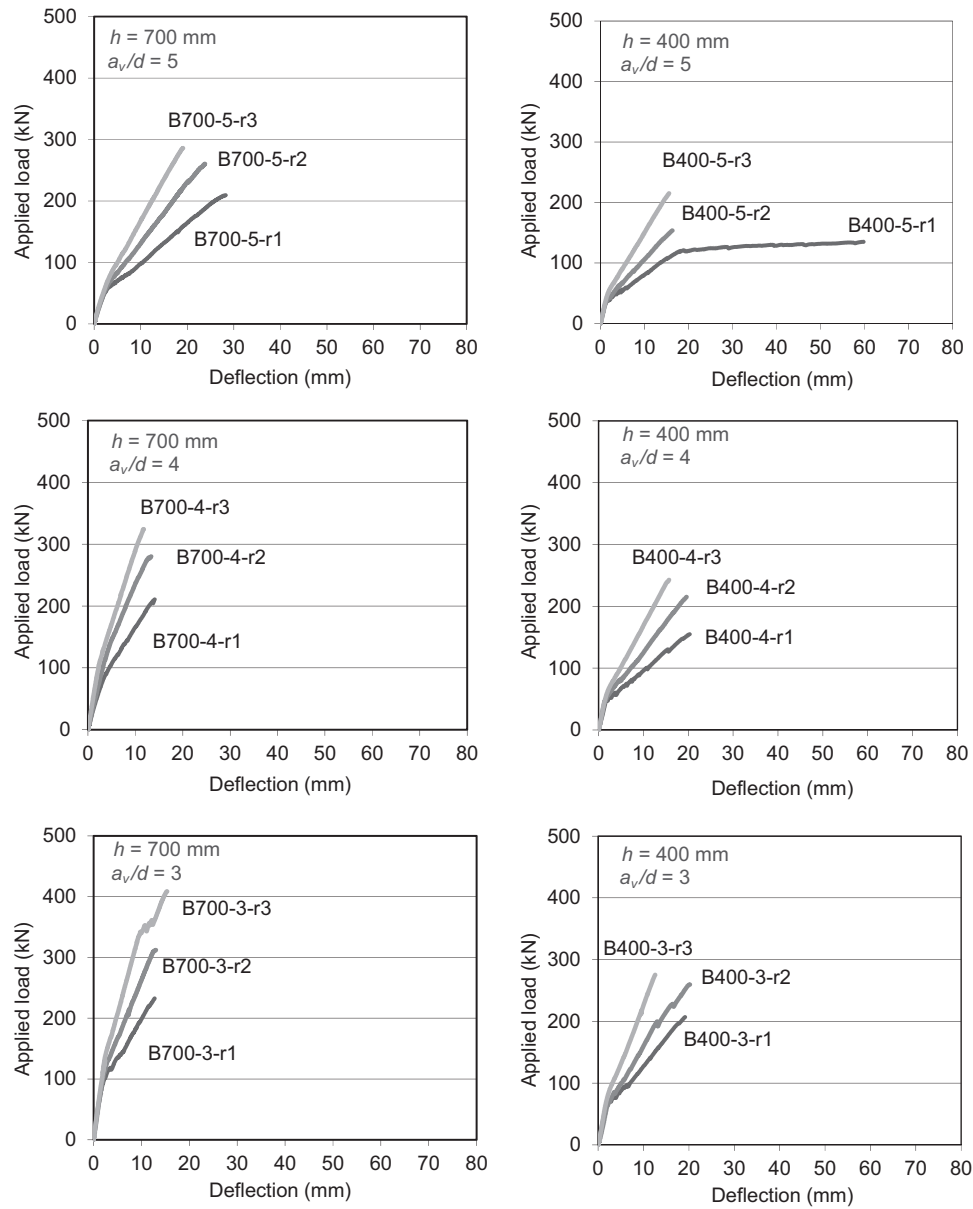 500
400
300
200
100
0
Applied load (kN)
h = 700 mm
av/d = 5
B700-5-r3
B700-5-r2
B700-5-r1
0 10 20 30 40 50 60 70 80
Deflection (mm)
500
400
300
200
100
0
Applied load (kN)
h = 400 mm
av/d = 5
B400-5-r3
B400-5-r2
B400-5-r1
0 10 20 30 40 50 60 70 80
Deflection (mm)
500
400
300
200
100
0
Applied load (kN)
h = 700 mm
av/d = 4
B700-4-r3
B700-4-r2
B700-4-r1
0 10 20 30 40 50 60 70 80
Deflection (mm)
500
400
300
200
100
0
Applied load (kN)
h = 400 mm
av/d = 4
B400-4-r3
B400-4-r2
B400-4-r1
0 10 20 30 40 50 60 70 80
Deflection (mm)
500
400
300
200
100
0
Applied load (kN)
h = 700 mm
av/d = 3
B700-3-r3
B700-3-r2
B700-3-r1
0 10 20 30 40 50 60 70 80
Deflection (mm)
500
400
300
200
100
0
Applied load (kN)
h = 400 mm
av/d = 3
B400-3-r3
B400-3-r2
B400-3-r1
0 10 20 30 40 50 60 70 80
Deflection (mm)